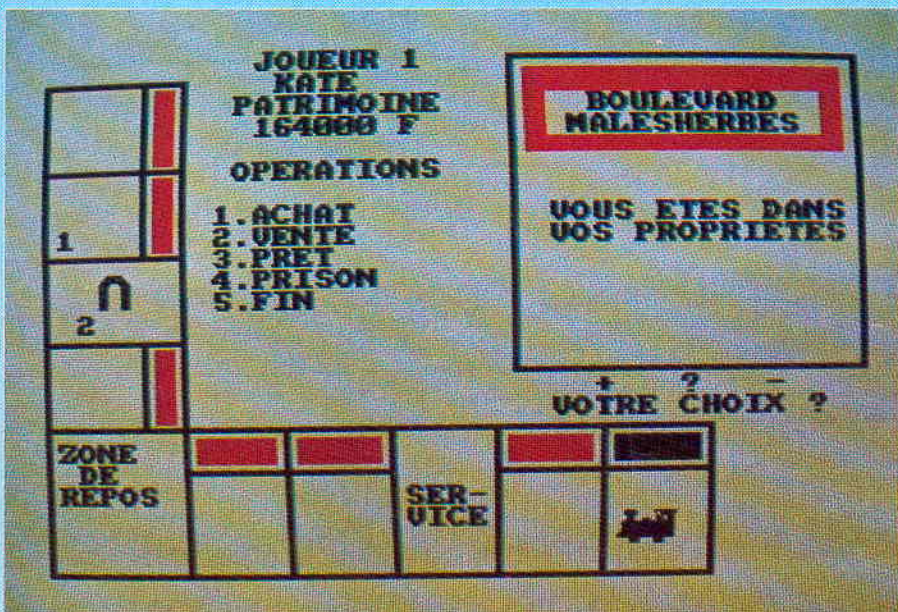 JOUEUR 1
KATE
PATRIMOINE
164000 F
OPERATIONS
1.ACHAT
2.VENTE
3.PRET
4.PRISON
5.FIN
BOULEVARD
MALESHERBES
VOUS ETES DANS
VOS PROPRIETES
+ ? -
VOTRE CHOIX ?
1
2
ZONE
DE
REPOS
SER-
VICE